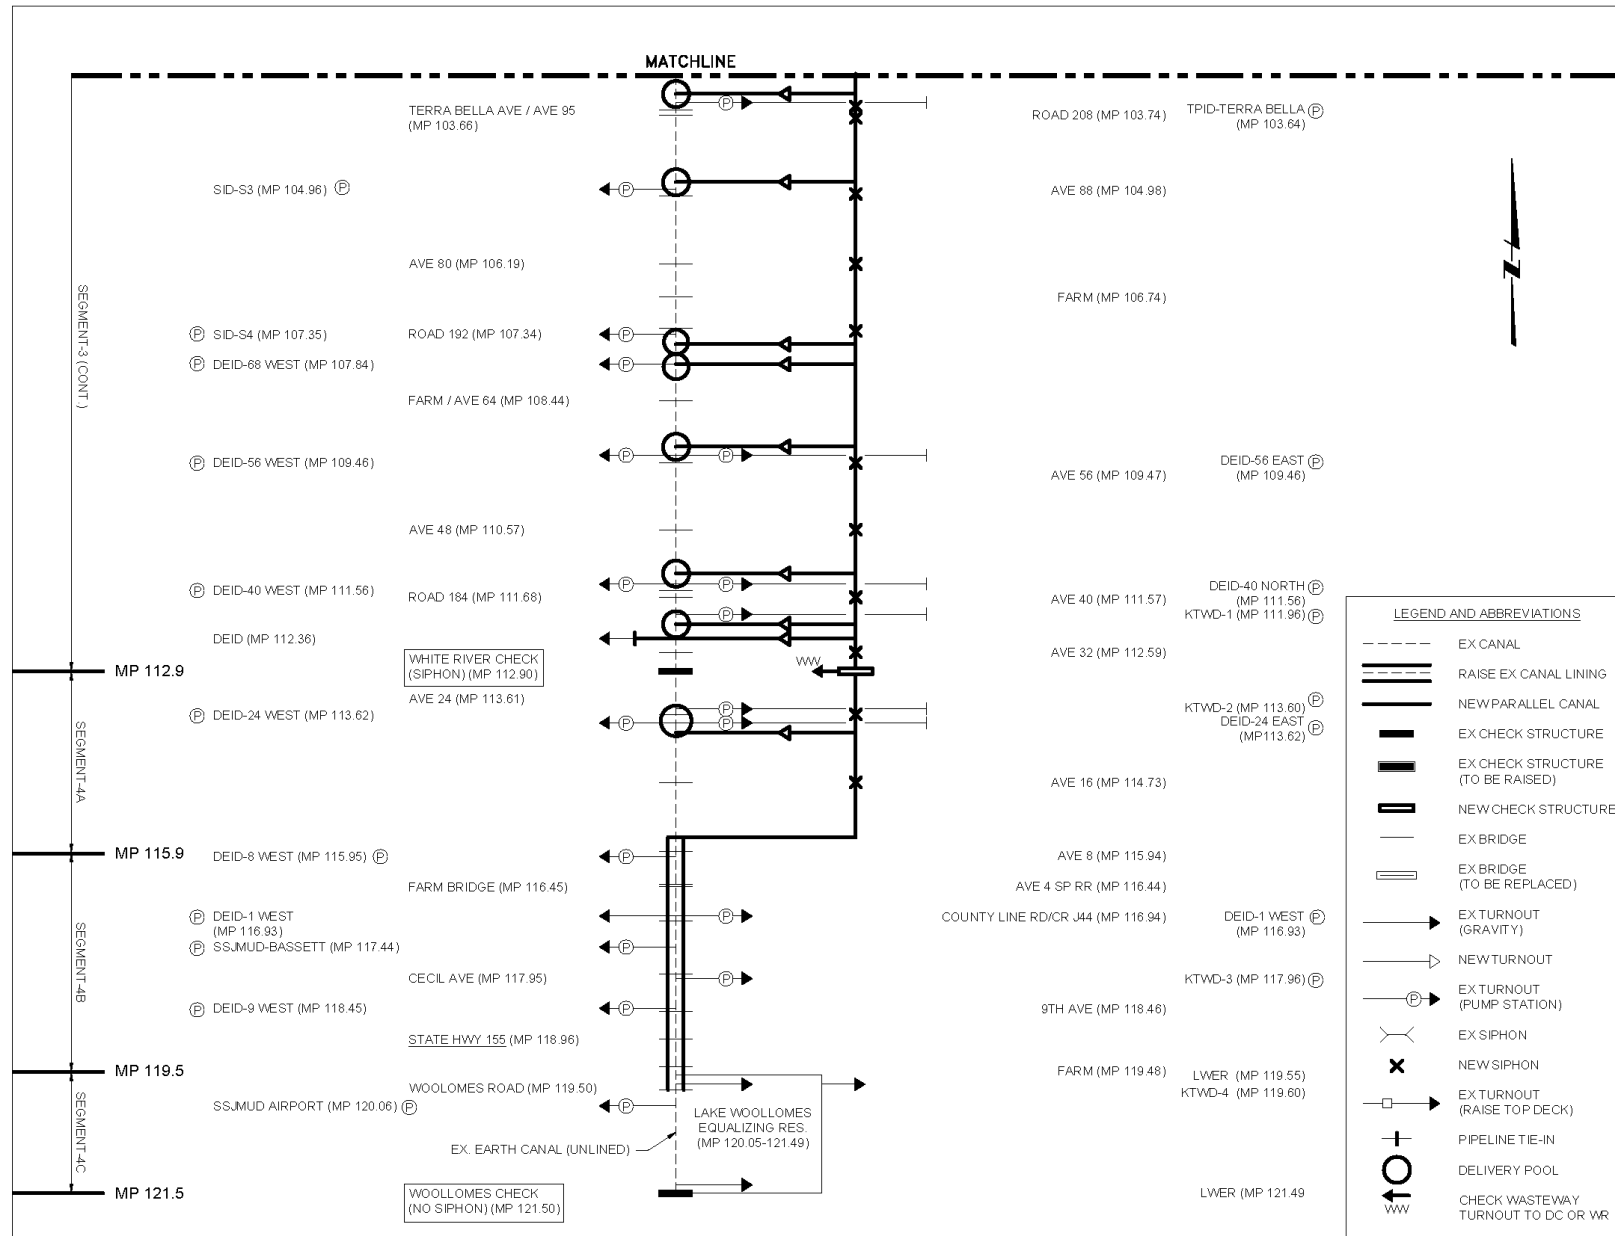 MATCHLINE
TERRA BELLA AVE / AVE 95
(MP 103.66)
P
ROAD 208 (MP 103.74)
TPID-TERRA BELLA P
(MP 103.64)
SID-S3 (MP 104.96) P
P
AVE 88 (MP 104.98)
AVE 80 (MP 106.19)
FARM (MP 106.74)
N
SEGMENT-3 (CONT.)
P SID-S4 (MP 107.35)
ROAD 192 (MP 107.34)
P
P DEID-68 WEST (MP 107.84)
P
FARM / AVE 64 (MP 108.44)
P DEID-56 WEST (MP 109.46)
P
P
AVE 56 (MP 109.47)
DEID-56 EAST P
(MP 109.46)
AVE 48 (MP 110.57)
P DEID-40 WEST (MP 111.56)
ROAD 184 (MP 111.68)
P
P
P
AVE 40 (MP 111.57)
DEID-40 NORTH P
(MP 111.56)
KTWD-1 (MP 111.96) P
DEID (MP 112.36)
AVE 32 (MP 112.59)
WHITE RIVER CHECK
(SIPHON) (MP 112.90)
WW
MP 112.9
AVE 24 (MP 113.61)
P DEID-24 WEST (MP 113.62)
P
P
P
KTWD-2 (MP 113.60) P
DEID-24 EAST
(MP113.62) P
SEGMENT-4A
AVE 16 (MP 114.73)
MP 115.9
DEID-8 WEST (MP 115.95) P
P
AVE 8 (MP 115.94)
FARM BRIDGE (MP 116.45)
AVE 4 SP RR (MP 116.44)
P DEID-1 WEST
(MP 116.93)
P
COUNTY LINE RD/CR J44 (MP 116.94)
DEID-1 WEST P
(MP 116.93)
P SSJMUD-BASSETT (MP 117.44)
P
SEGMENT-4B
CECIL AVE (MP 117.95)
P
KTWD-3 (MP 117.96) P
P DEID-9 WEST (MP 118.45)
P
9TH AVE (MP 118.46)
STATE HWY 155 (MP 118.96)
MP 119.5
FARM (MP 119.48)
LWER (MP 119.55)
WOOLOMES ROAD (MP 119.50)
KTWD-4 (MP 119.60)
SSJMUD AIRPORT (MP 120.06) P
P
LAKE WOOLLOMES
EQUALIZING RES.
(MP 120.05-121.49)
SEGMENT-4C
EX. EARTH CANAL (UNLINED)
MP 121.5
WOOLLOMES CHECK
(NO SIPHON) (MP 121.50)
LWER (MP 121.49
LEGEND AND ABBREVIATIONS
EX CANAL
RAISE EX CANAL LINING
NEW PARALLEL CANAL
EX CHECK STRUCTURE
EX CHECK STRUCTURE
(TO BE RAISED)
NEW CHECK STRUCTURE
EX BRIDGE
EX BRIDGE
(TO BE REPLACED)
EX TURNOUT
(GRAVITY)
NEW TURNOUT
P EX TURNOUT
(PUMP STATION)
EX SIPHON
NEW SIPHON
EX TURNOUT
(RAISE TOP DECK)
PIPELINE TIE-IN
DELIVERY POOL
CHECK WASTEWAY
WW TURNOUT TO DC OR WR